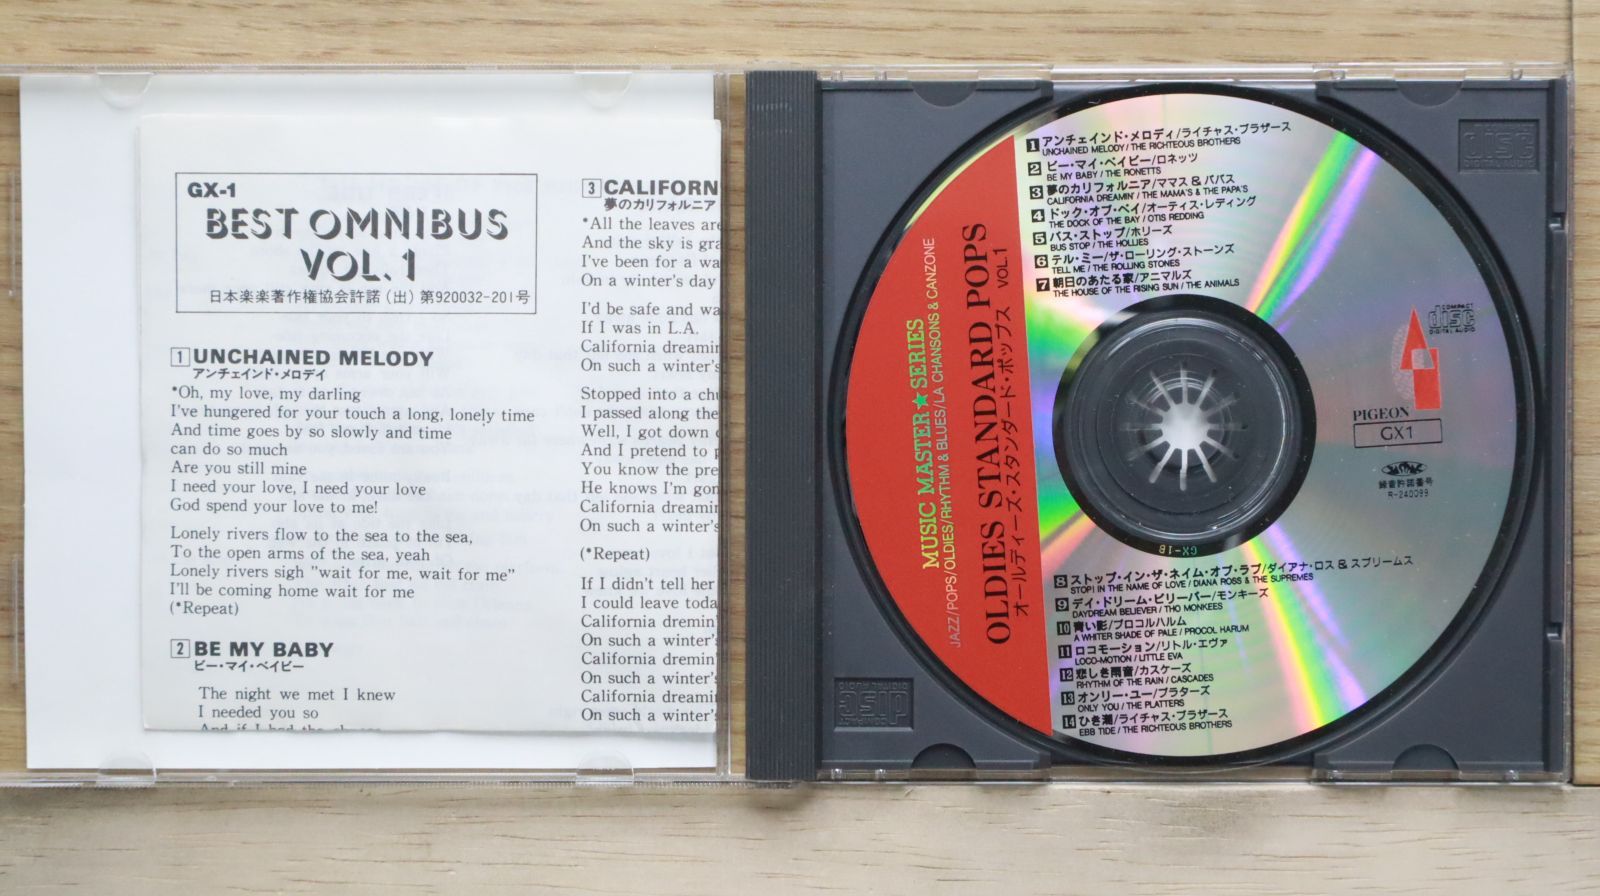 GX-1
BEST OMNIBUS
VOL.1
日本楽楽著作権協会許諾(出)第920032-201号
1 UNCHAINED MELODY
アンチェインド・メロデイ
*Oh, my love, my darling
I've hungered for your touch a long, lonely time
And time goes by so slowly and time
can do so much
Are you still mine
I need your love, I need your love
God spend your love to me!
Lonely rivers flow to the sea to the sea,
To the open arms of the sea, yeah
Lonely rivers sigh "wait for me, wait for me"
I'll be coming home wait for me
(*Repeat)
2 BE MY BABY
ビー・マイ・ベイビー
The night we met I knew
I needed you so
3 CALIFORN
夢のカリフォルニア
*All the leaves are
And the sky is gra
I've been for a wa
On a winter's day
I'd be safe and wa
If I was in L.A.
California dreamin
On such a winter's
Stopped into a chu
I passed along the
Well, I got down
And I pretend to p
You know the pre
He knows I'm gon
California dreamin
On such a winter's
(*Repeat)
If I didn't tell her
I could leave toda
California dremin'
On such a winter's
California dremin'
On such a winter's
California dreamin
On such a winter's
MUSIC MASTER★SERIES
JAZZ/POPS/OLDIES/RHYTHM & BLUES/LA CHANSONS & CANZONE
OLDIES STANDARD POPS
オールディーズ・スタンダード・ポップス VOL.1
1 アンチェインド・メロディ/ライチャス・ブラザース
UNCHAINED MELODY / THE RIGHTEOUS BROTHERS
2 ビー・マイ・ベイビー/ロネッツ
BE MY BABY / THE RONETTS
3 夢のカリフォルニア/ママス & パパス
CALIFORNIA DREAMIN' / THE MAMA'S & THE PAPA'S
4 ドック・オブ・ベイ/オーティス・レディング
THE DOCK OF THE BAY / OTIS REDDING
5 バス・ストップ/ホリーズ
BUS STOP / THE HOLLIES
6 テル・ミー/ザ・ローリング・ストーンズ
TELL ME / THE ROLLING STONES
7 朝日のあたる家/アニマルズ
THE HOUSE OF THE RISING SUN / THE ANIMALS
COMPACT
disc
DIGITAL AUDIO
PIGEON
GX1
JASRAC
録音許諾番号
R-240099
GX-1B
8 ストップ・イン・ザ・ネイム・オブ・ラブ/ダイアナ・ロス & スプリームス
STOP! IN THE NAME OF LOVE / DIANA ROSS & THE SUPREMES
9 デイ・ドリーム・ビリーバー/モンキーズ
DAYDREAM BELIEVER / THO MONKEES
10 青い影/プロコルハルム
A WHITER SHADE OF PALE / PROCOL HARUM
11 ロコモーション/リトル・エヴァ
LOCO-MOTION / LITTLE EVA
12 悲しき雨音/カスケーズ
RHYTHM OF THE RAIN / CASCADES
13 オンリー・ユー/プラターズ
ONLY YOU / THE PLATTERS
14 ひき潮/ライチャス・ブラザース
EBB TIDE / THE RIGHTEOUS BROTHERS
COMPACT
disc
DIGITAL AUDIO
disc
DIGITAL AUDIO